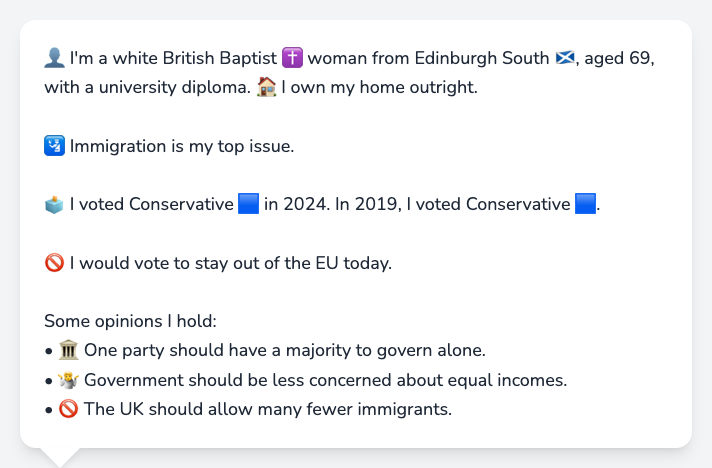 👤 I'm a white British Baptist ✝️ woman from Edinburgh South 🏴󠁧󠁢󠁳󠁣󠁴󠁿, aged 69,
with a university diploma. 🏠 I own my home outright.
🛂 Immigration is my top issue.
🗳️ I voted Conservative 🟦 in 2024. In 2019, I voted Conservative 🟦.
🚫 I would vote to stay out of the EU today.
Some opinions I hold:
• 🏛️ One party should have a majority to govern alone.
• 🤷 Government should be less concerned about equal incomes.
• 🚫 The UK should allow many fewer immigrants.